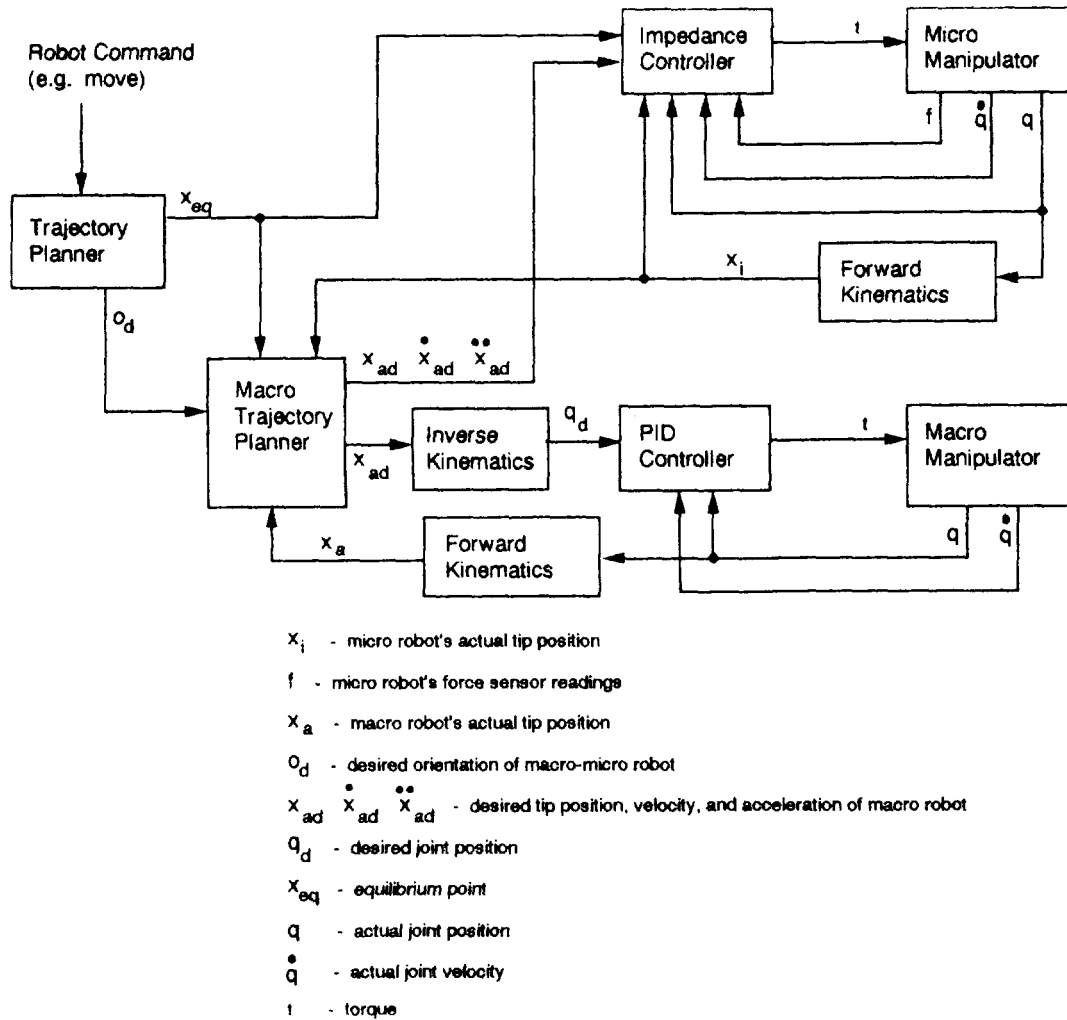 Robot Command
(e.g. move)
Trajectory
Planner
x_eq
o_d
Impedance
Controller
t
Micro
Manipulator
f
q̇
q
x_i
Forward
Kinematics
Macro
Trajectory
Planner
x_ad ẋ_ad ẍ_ad
x_ad
Inverse
Kinematics
q_d
PID
Controller
t
Macro
Manipulator
q
q̇
x_a
Forward
Kinematics
x_i - micro robot's actual tip position
f - micro robot's force sensor readings
x_a - macro robot's actual tip position
o_d - desired orientation of macro-micro robot
x_ad ẋ_ad ẍ_ad - desired tip position, velocity, and acceleration of macro robot
q_d - desired joint position
x_eq - equilibrium point
q - actual joint position
q̇ - actual joint velocity
t - torque